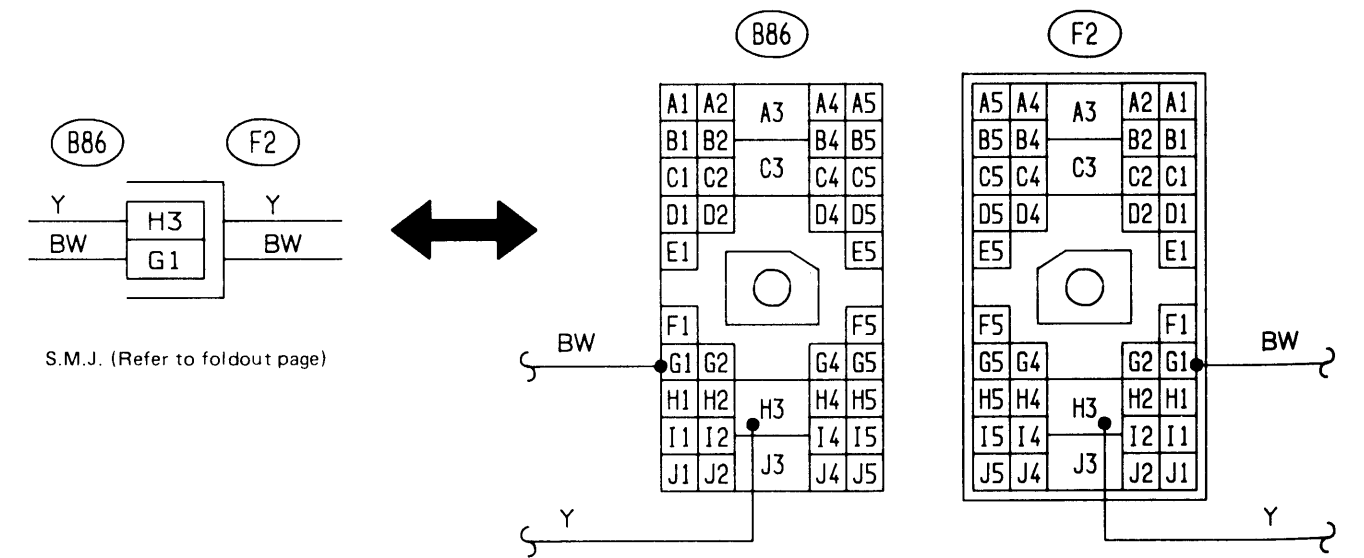 B86 F2
B86 F2
Y Y
H3
BW BW
G1
S.M.J. (Refer to foldout page)
A1 A2 A3 A4 A5
B1 B2 B4 B5
C1 C2 C3 C4 C5
D1 D2 D4 D5
E1 E5
F1 F5
BW
G1 G2 G4 G5
H1 H2 H3 H4 H5
I1 I2 I4 I5
J1 J2 J3 J4 J5
Y
A5 A4 A3 A2 A1
B5 B4 B2 B1
C5 C4 C3 C2 C1
D5 D4 D2 D1
E5 E1
F5 F1
BW
G5 G4 G2 G1
H5 H4 H3 H2 H1
I5 I4 I2 I1
J5 J4 J3 J2 J1
Y